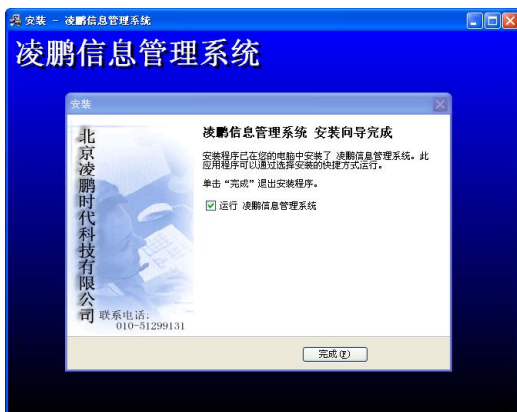 安装 - 凌鹏信息管理系统
凌鹏信息管理系统
安装
北京凌鹏时代科技有限公司
联系电话:
010-51299131
凌鹏信息管理系统 安装向导完成
安装程序已在您的电脑中安装了 凌鹏信息管理系统。此
应用程序可以通过选择安装的快捷方式运行。
单击“完成”退出安装程序。
运行 凌鹏信息管理系统
完成(F)